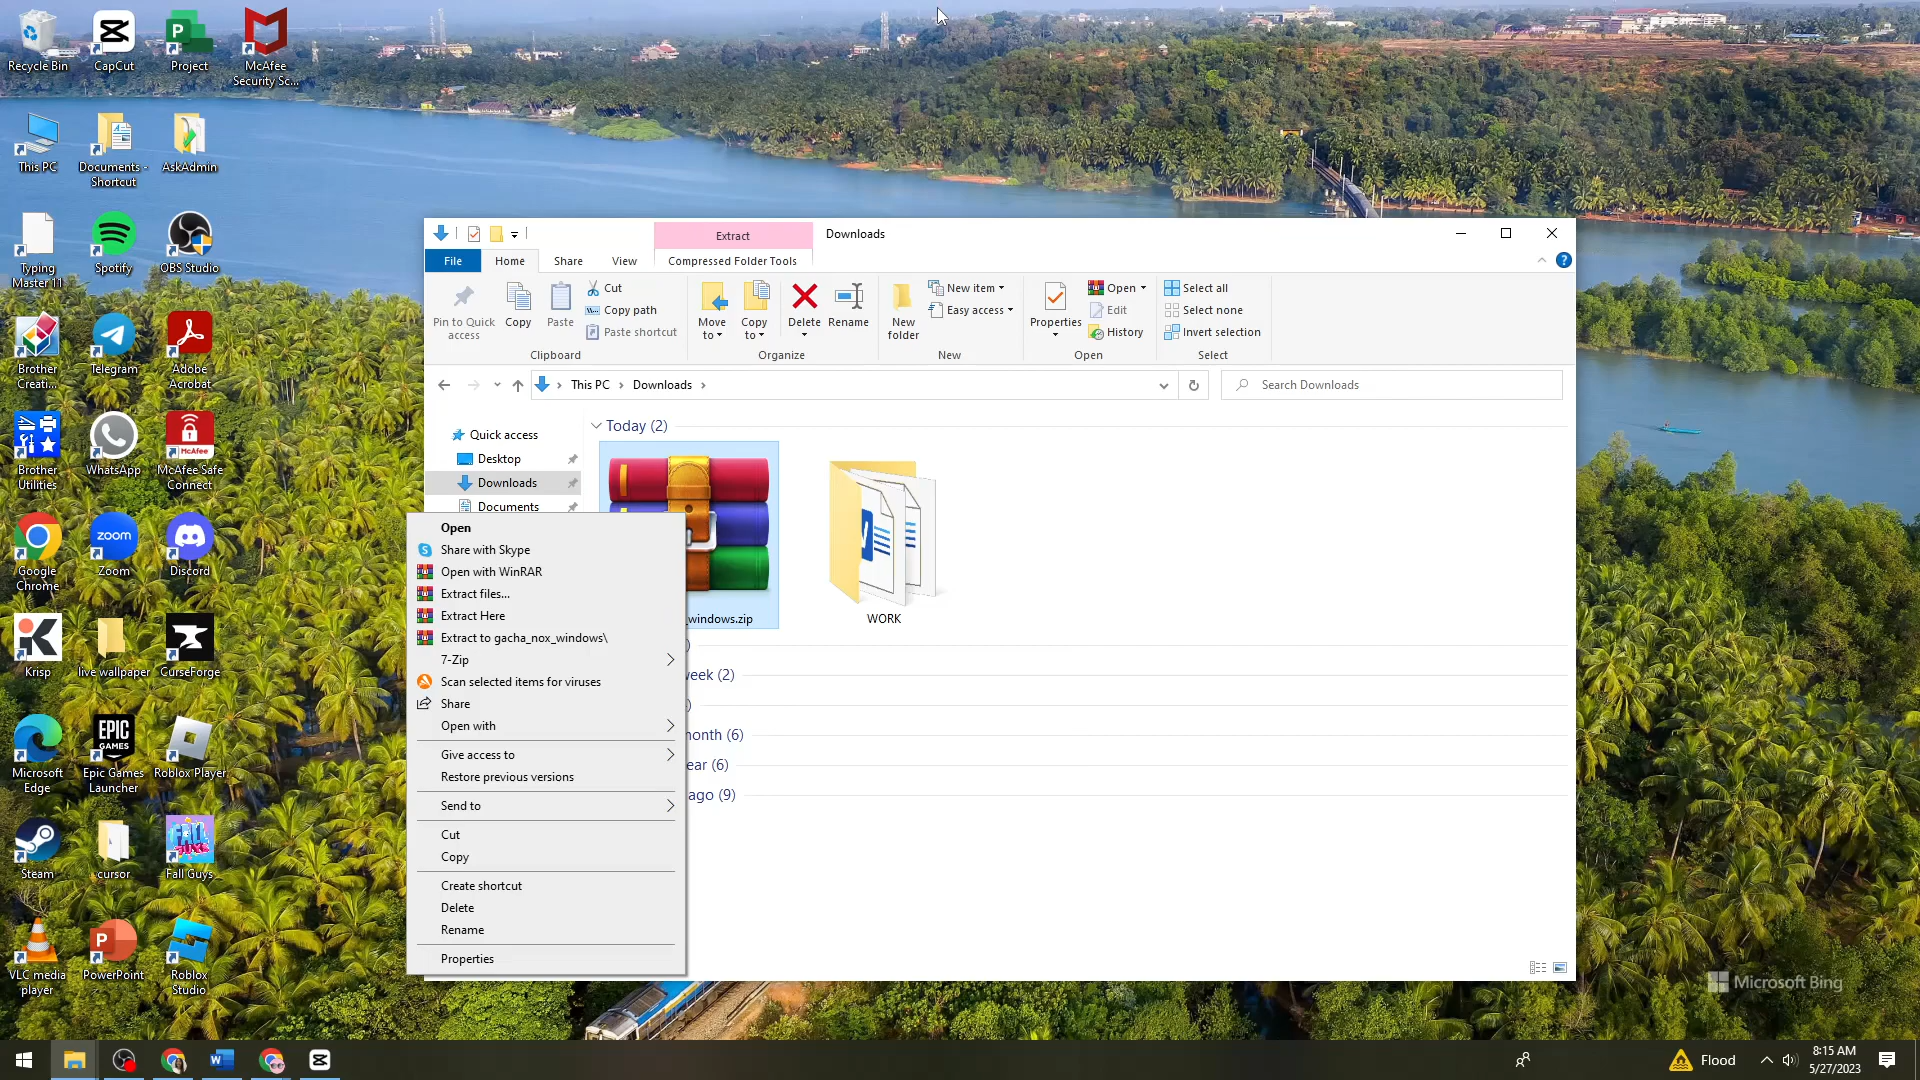 Recycle Bin
CapCut
Project
McAfee
Security Sc...
This PC
Documents -
Shortcut
AskAdmin
Typing
Master 11
Spotify
OBS Studio
Brother
Creati...
Telegram
Adobe
Acrobat
Brother
Utilities
WhatsApp
McAfee Safe
Connect
Google
Chrome
Zoom
Discord
Krisp
live wallpaper
CurseForge
Microsoft
Edge
Epic Games
Launcher
Roblox Player
Steam
cursor
Fall Guys
VLC media
player
PowerPoint
Roblox
Studio
Extract
Downloads
File
Home
Share
View
Compressed Folder Tools
Pin to Quick
access
Copy
Paste
Cut
Copy path
Paste shortcut
Clipboard
Move
to
Copy
to
Delete
Rename
Organize
New
folder
New item
Easy access
New
Properties
Open
Edit
History
Open
Select all
Select none
Invert selection
Select
This PC
Downloads
Search Downloads
Quick access
Desktop
Downloads
Documents
Today (2)
_windows.zip
WORK
week (2)
month (6)
ear (6)
ago (9)
Open
Share with Skype
Open with WinRAR
Extract files...
Extract Here
Extract to gacha_nox_windows\
7-Zip
Scan selected items for viruses
Share
Open with
Give access to
Restore previous versions
Send to
Cut
Copy
Create shortcut
Delete
Rename
Properties
Microsoft Bing
Flood
8:15 AM
5/27/2023